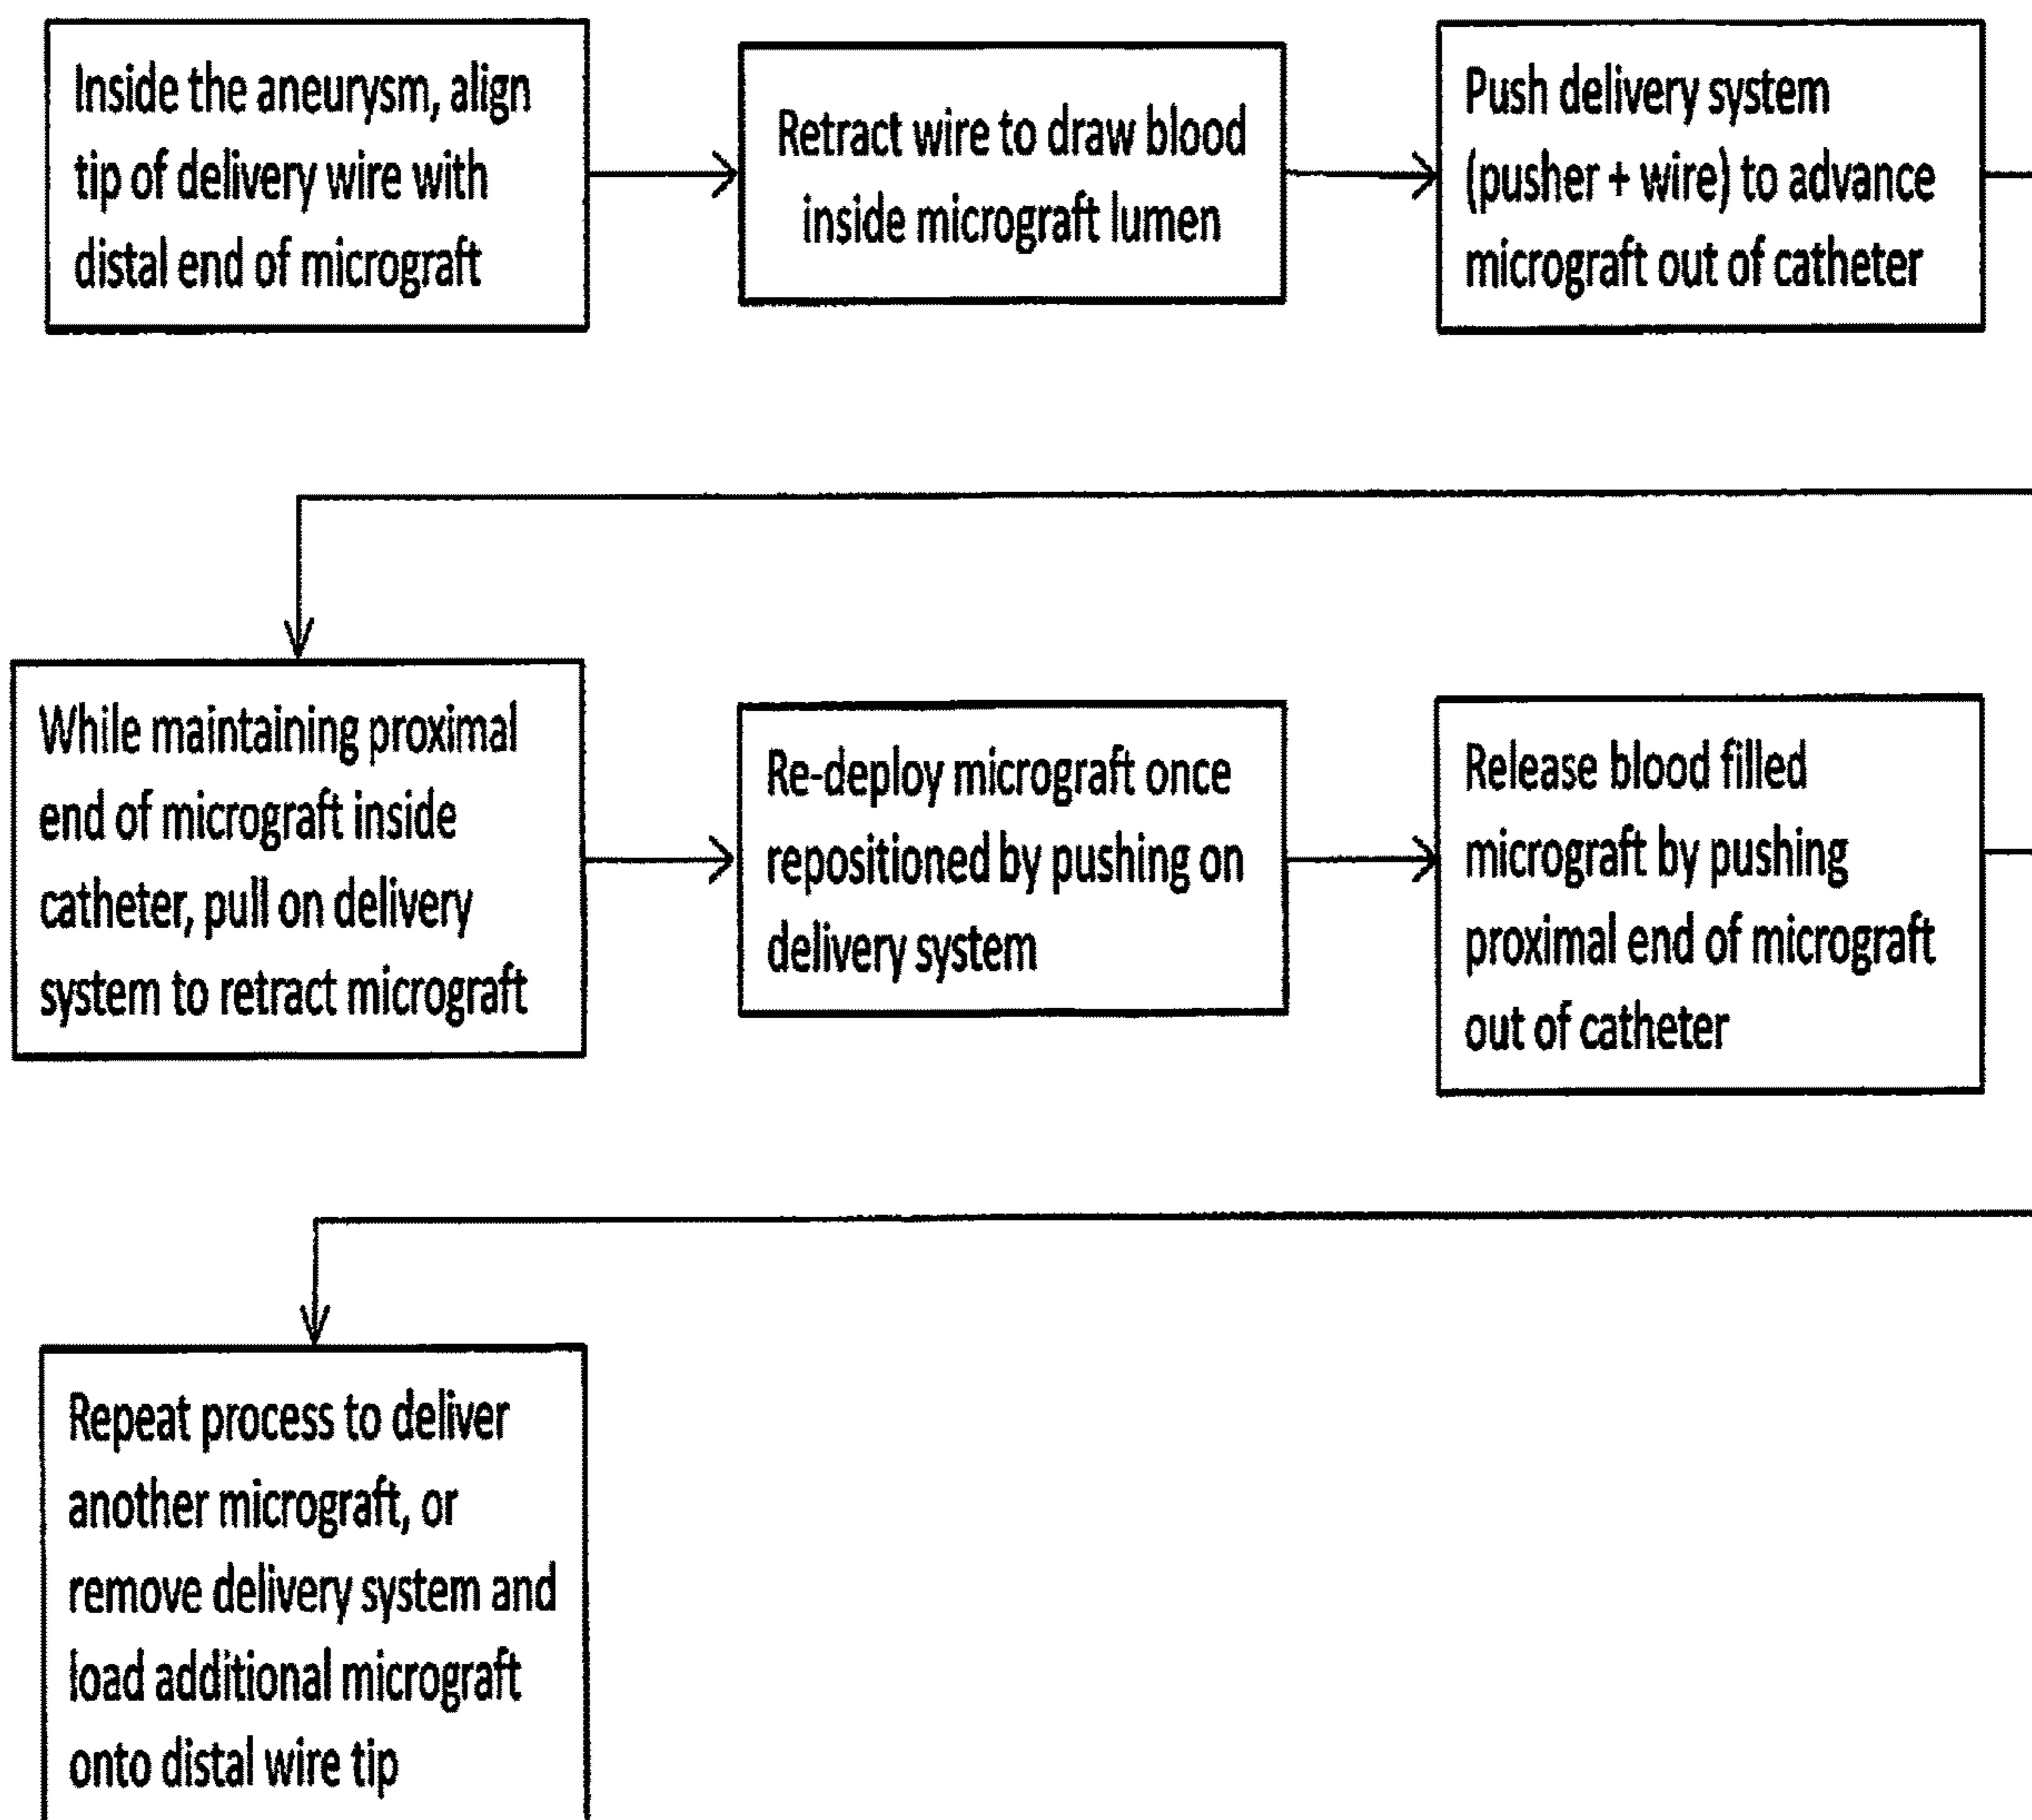 Inside the aneurysm, align
tip of delivery wire with
distal end of micrograft
Retract wire to draw blood
inside micrograft lumen
Push delivery system
(pusher + wire) to advance
micrograft out of catheter
While maintaining proximal
end of micrograft inside
catheter, pull on delivery
system to retract micrograft
Re-deploy micrograft once
repositioned by pushing on
delivery system
Release blood filled
micrograft by pushing
proximal end of micrograft
out of catheter
Repeat process to deliver
another micrograft, or
remove delivery system and
load additional micrograft
onto distal wire tip